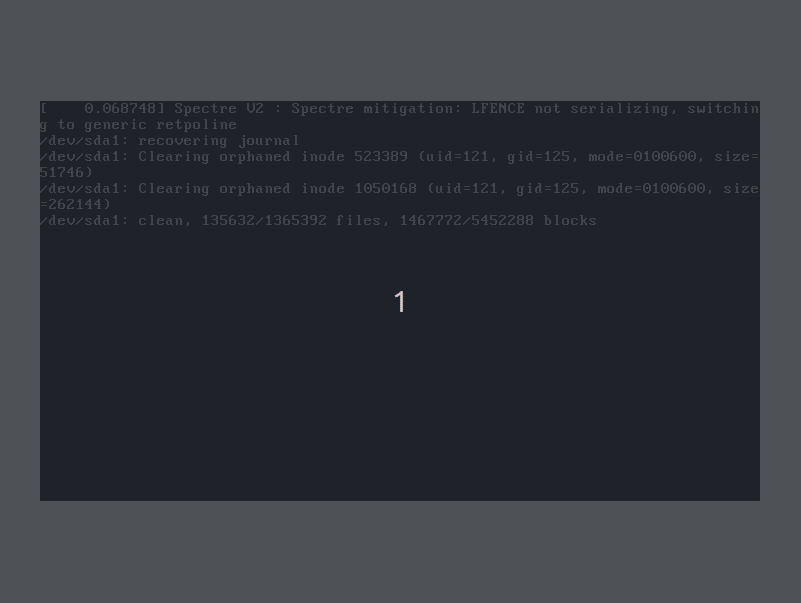 [    0.068748] Spectre V2 : Spectre mitigation: LFENCE not serializing, switchin
g to generic retpoline
/dev/sda1: recovering journal
/dev/sda1: Clearing orphaned inode 523389 (uid=121, gid=125, mode=0100600, size=
51746)
/dev/sda1: Clearing orphaned inode 1050168 (uid=121, gid=125, mode=0100600, size
=262144)
/dev/sda1: clean, 135632/1365392 files, 1467772/5452288 blocks
1